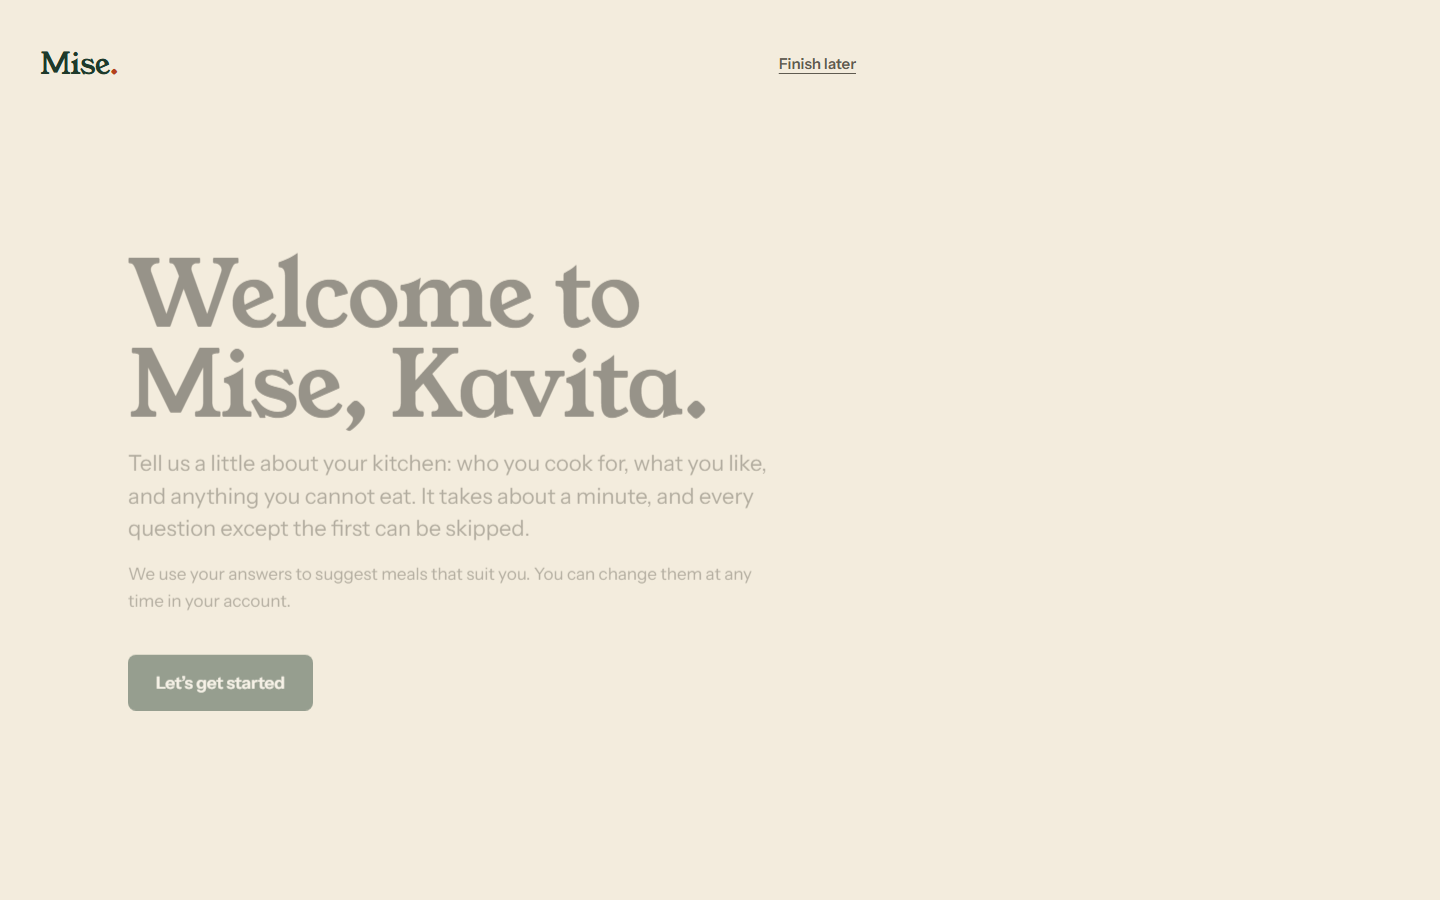 Mise.
Finish later
Welcome to
Mise, Kavita.
Tell us a little about your kitchen: who you cook for, what you like,
and anything you cannot eat. It takes about a minute, and every
question except the first can be skipped.
We use your answers to suggest meals that suit you. You can change them at any
time in your account.
Let’s get started